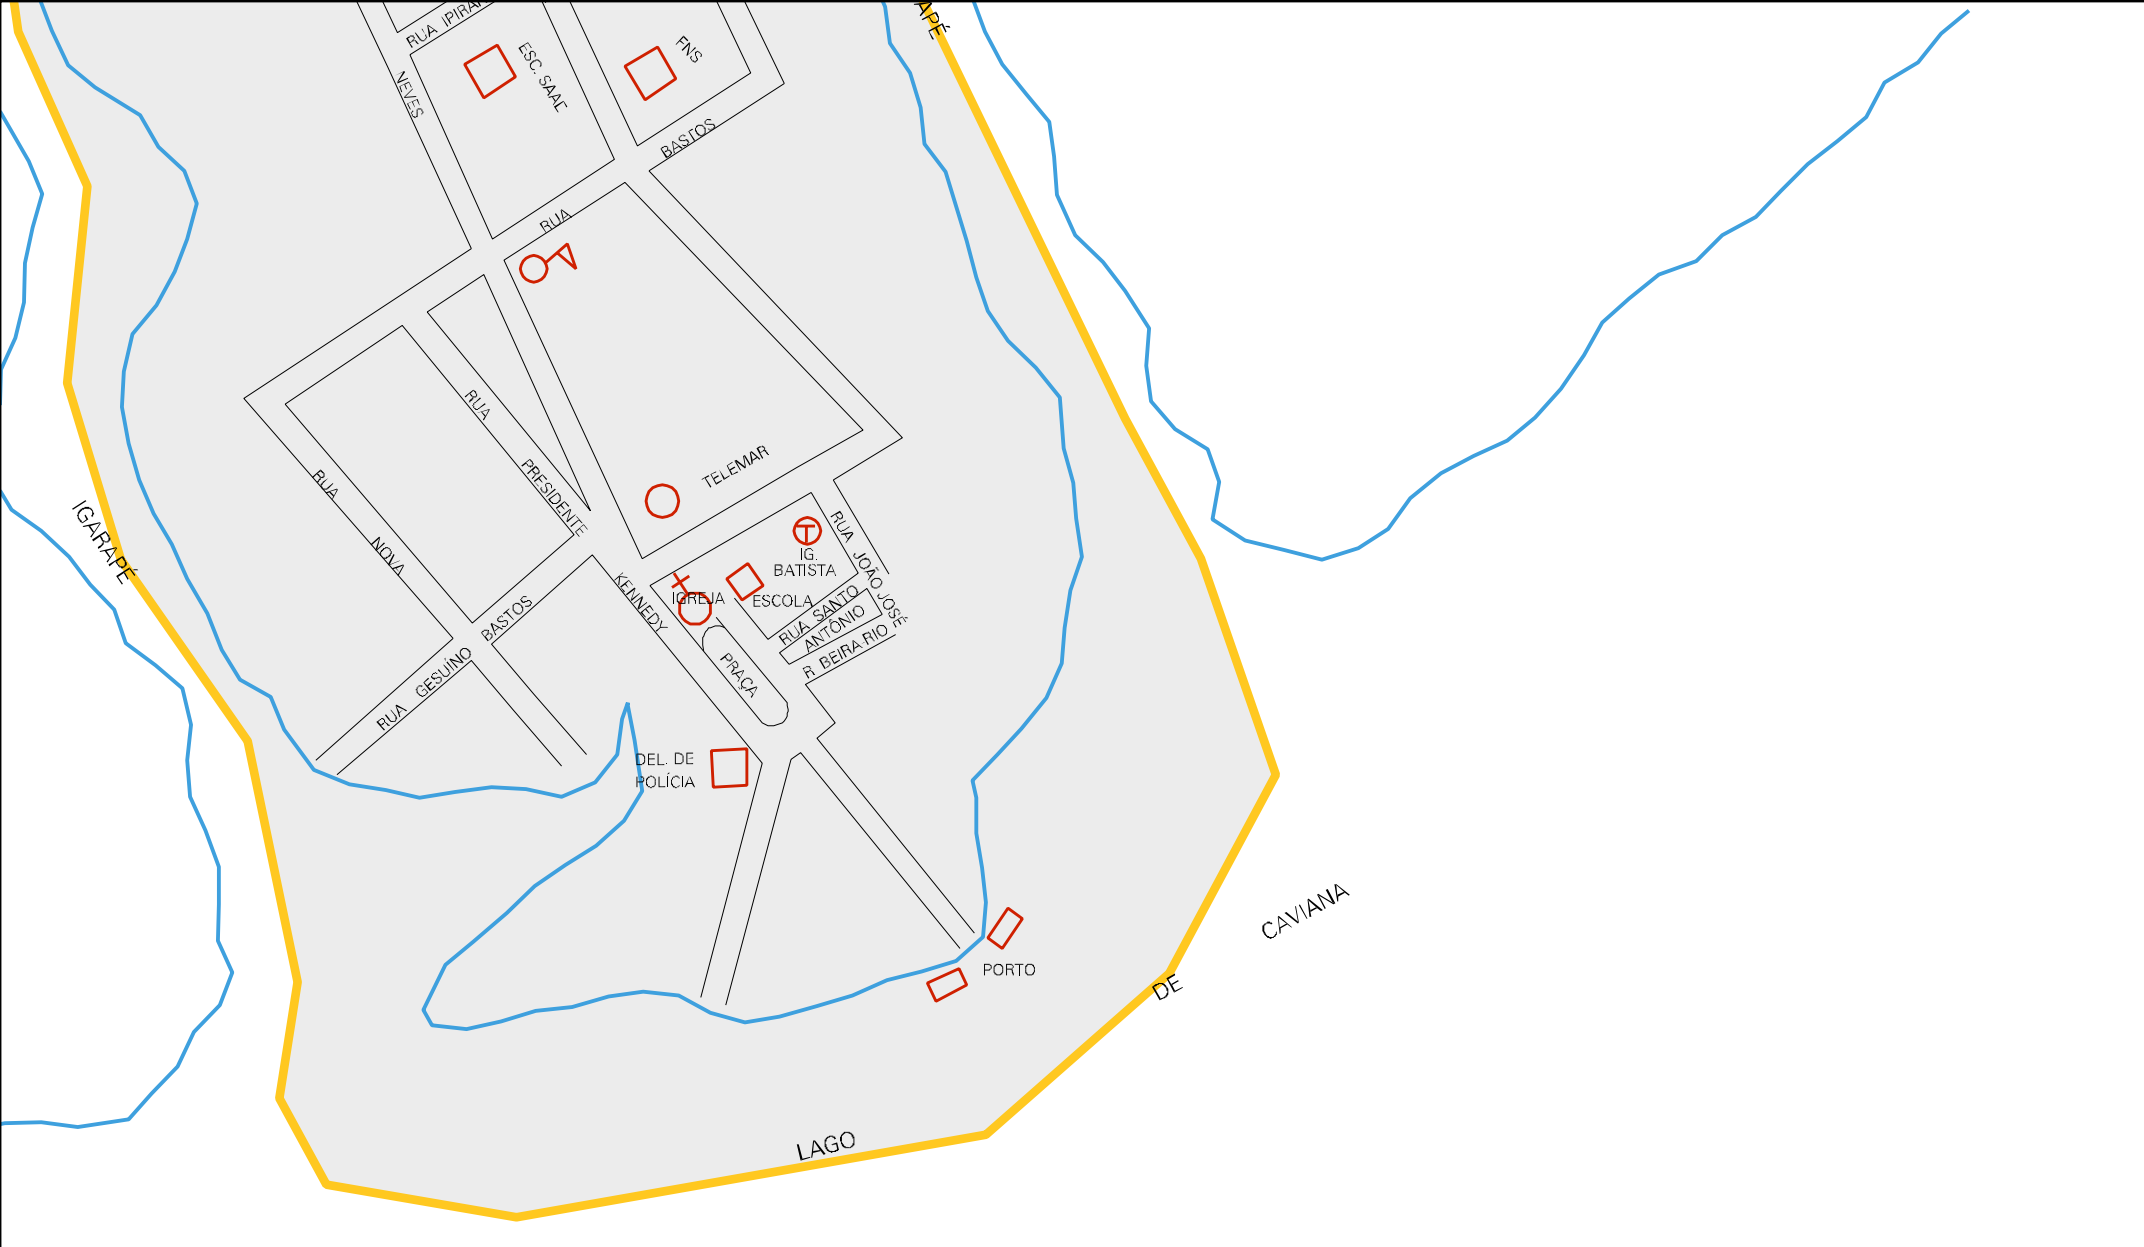 RUA IPIRA
APÉ
NEVES
ESC. SAAE
FNS
RUA BASTOS
RUA PRESIDENTE KENNEDY
TELEMAR
RUA NOVA
IGARAPÉ
RUA JOÃO JOSÉ
IG.
BATISTA
IGREJA
ESCOLA
RUA SANTO
ANTÔNIO
R BEIRA RIO
RUA GESUÍNO BASTOS
PRAÇA
DEL. DE
POLÍCIA
PORTO
LAGO DE CAVIANA